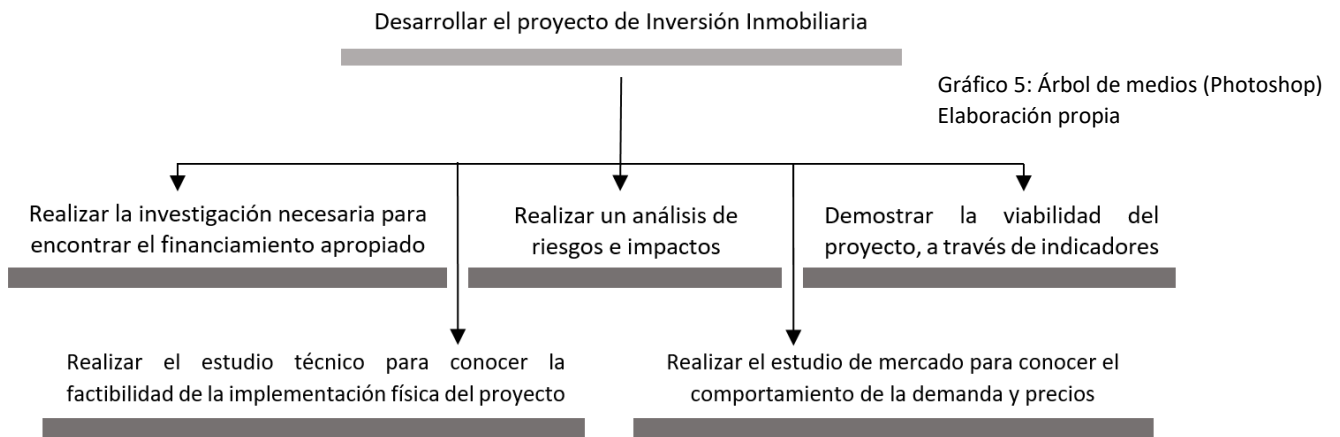 Desarrollar el proyecto de Inversión Inmobiliaria
Gráfico 5: Árbol de medios (Photoshop)
Elaboración propia
Realizar la investigación necesaria para
encontrar el financiamiento apropiado
Realizar un análisis de
riesgos e impactos
Demostrar la viabilidad del
proyecto, a través de indicadores
Realizar el estudio técnico para conocer la
factibilidad de la implementación física del proyecto
Realizar el estudio de mercado para conocer el
comportamiento de la demanda y precios